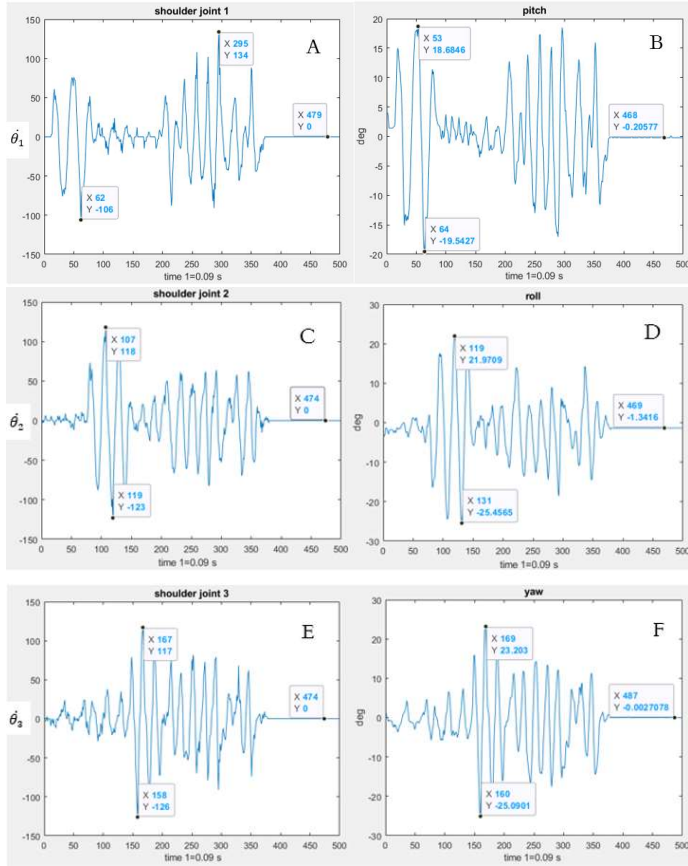 shoulder joint 1
150
100
50
0
-50
-100
-150
0 50 100 150 200 250 300 350 400 450 500
time 1=0.09 s
θ̇₁
A
X 295
Y 134
X 479
Y 0
X 62
Y -106
pitch
20
15
10
5
0
-5
-10
-15
-20
deg
0 50 100 150 200 250 300 350 400 450 500
time 1=0.09 s
B
X 53
Y 18.6846
X 468
Y -0.20577
X 64
Y -19.5427
shoulder joint 2
150
100
50
0
-50
-100
-150
0 50 100 150 200 250 300 350 400 450 500
time 1=0.09 s
θ̇₂
C
X 107
Y 118
X 474
Y 0
X 119
Y -123
roll
30
20
10
0
-10
-20
-30
deg
0 50 100 150 200 250 300 350 400 450 500
time 1=0.09 s
D
X 119
Y 21.9709
X 469
Y -1.3416
X 131
Y -25.4565
shoulder joint 3
150
100
50
0
-50
-100
-150
0 50 100 150 200 250 300 350 400 450 500
time 1=0.09 s
θ̇₃
E
X 167
Y 117
X 474
Y 0
X 158
Y -126
yaw
30
20
10
0
-10
-20
-30
deg
0 50 100 150 200 250 300 350 400 450 500
time 1=0.09 s
F
X 169
Y 23.203
X 487
Y -0.0027078
X 160
Y -25.0901